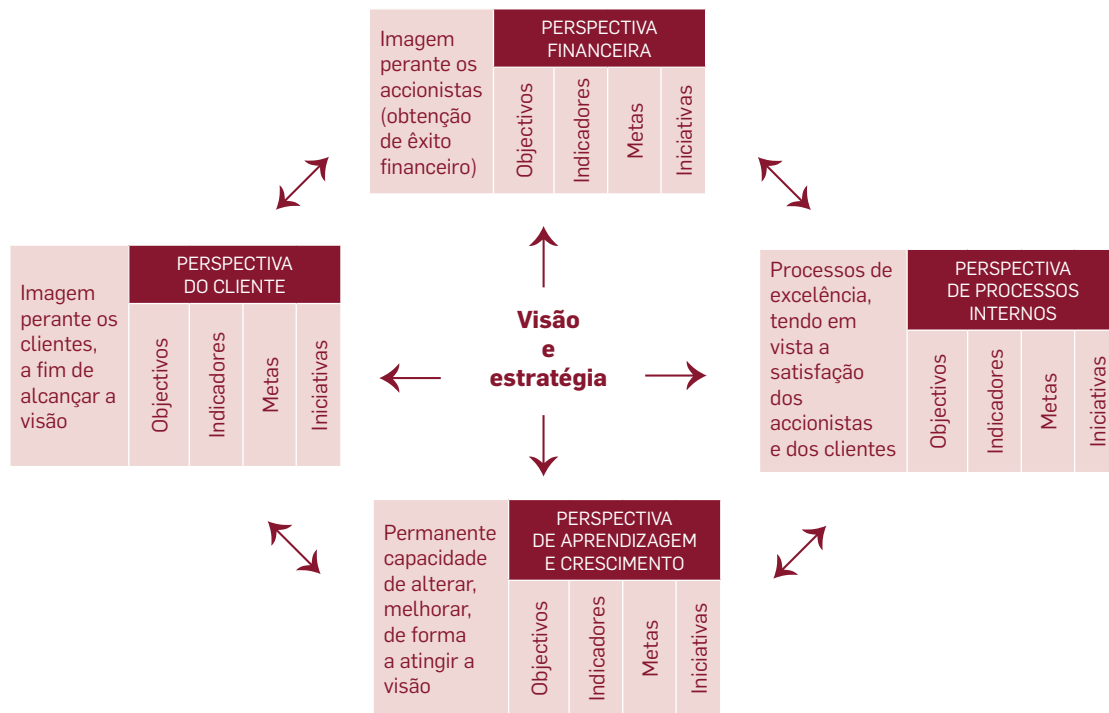 Imagem
perante os
accionistas
(obtenção
de êxito
financeiro)
PERSPECTIVA
FINANCEIRA
Objectivos
Indicadores
Metas
Iniciativas
Imagem
perante os
clientes,
a fim de
alcançar a
visão
PERSPECTIVA
DO CLIENTE
Objectivos
Indicadores
Metas
Iniciativas
Visão
e
estratégia
Processos de
excelência,
tendo em
vista a
satisfação
dos
accionistas
e dos clientes
PERSPECTIVA
DE PROCESSOS
INTERNOS
Objectivos
Indicadores
Metas
Iniciativas
Permanente
capacidade
de alterar,
melhorar,
de forma
a atingir a
visão
PERSPECTIVA
DE APRENDIZAGEM
E CRESCIMENTO
Objectivos
Indicadores
Metas
Iniciativas